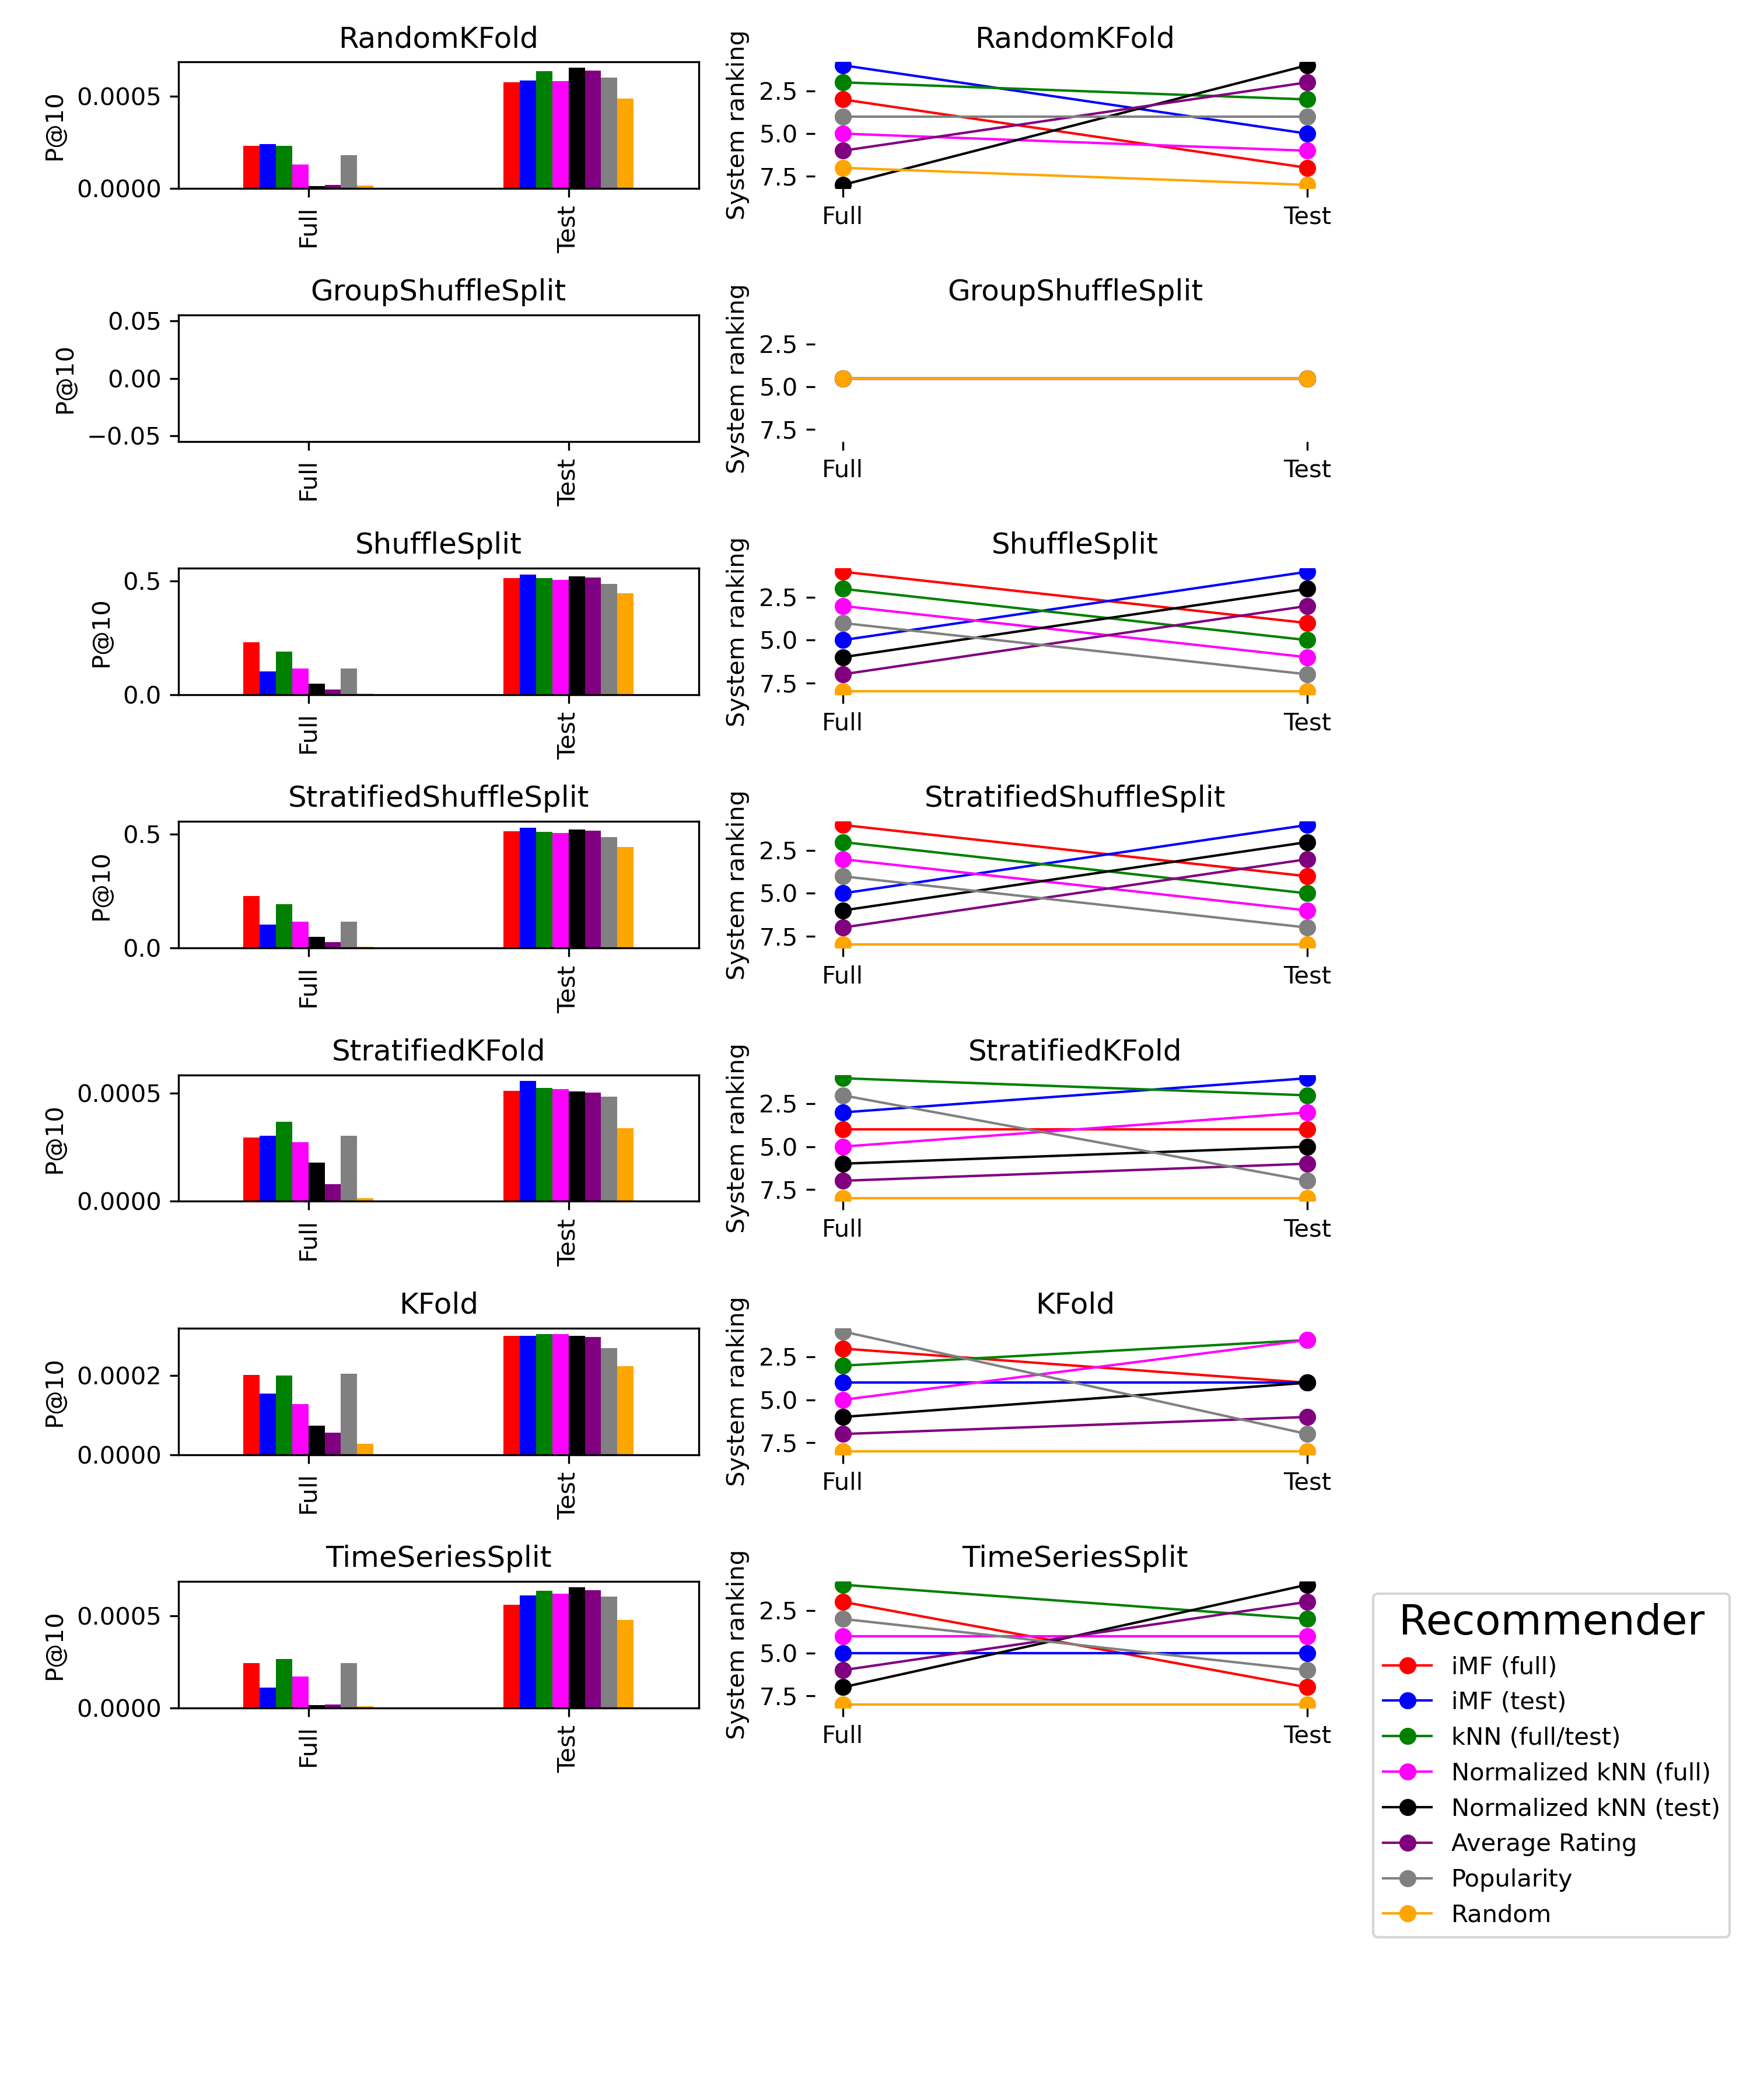 RandomKFold
P@10
0.0005
0.0000
Full
Test
RandomKFold
System ranking
2.5
5.0
7.5
Full
Test
GroupShuffleSplit
P@10
0.05
0.00
−0.05
Full
Test
GroupShuffleSplit
System ranking
2.5
5.0
7.5
Full
Test
ShuffleSplit
P@10
0.5
0.0
Full
Test
ShuffleSplit
System ranking
2.5
5.0
7.5
Full
Test
StratifiedShuffleSplit
P@10
0.5
0.0
Full
Test
StratifiedShuffleSplit
System ranking
2.5
5.0
7.5
Full
Test
StratifiedKFold
P@10
0.0005
0.0000
Full
Test
StratifiedKFold
System ranking
2.5
5.0
7.5
Full
Test
KFold
P@10
0.0002
0.0000
Full
Test
KFold
System ranking
2.5
5.0
7.5
Full
Test
TimeSeriesSplit
P@10
0.0005
0.0000
Full
Test
TimeSeriesSplit
System ranking
2.5
5.0
7.5
Full
Test
Recommender
iMF (full)
iMF (test)
kNN (full/test)
Normalized kNN (full)
Normalized kNN (test)
Average Rating
Popularity
Random